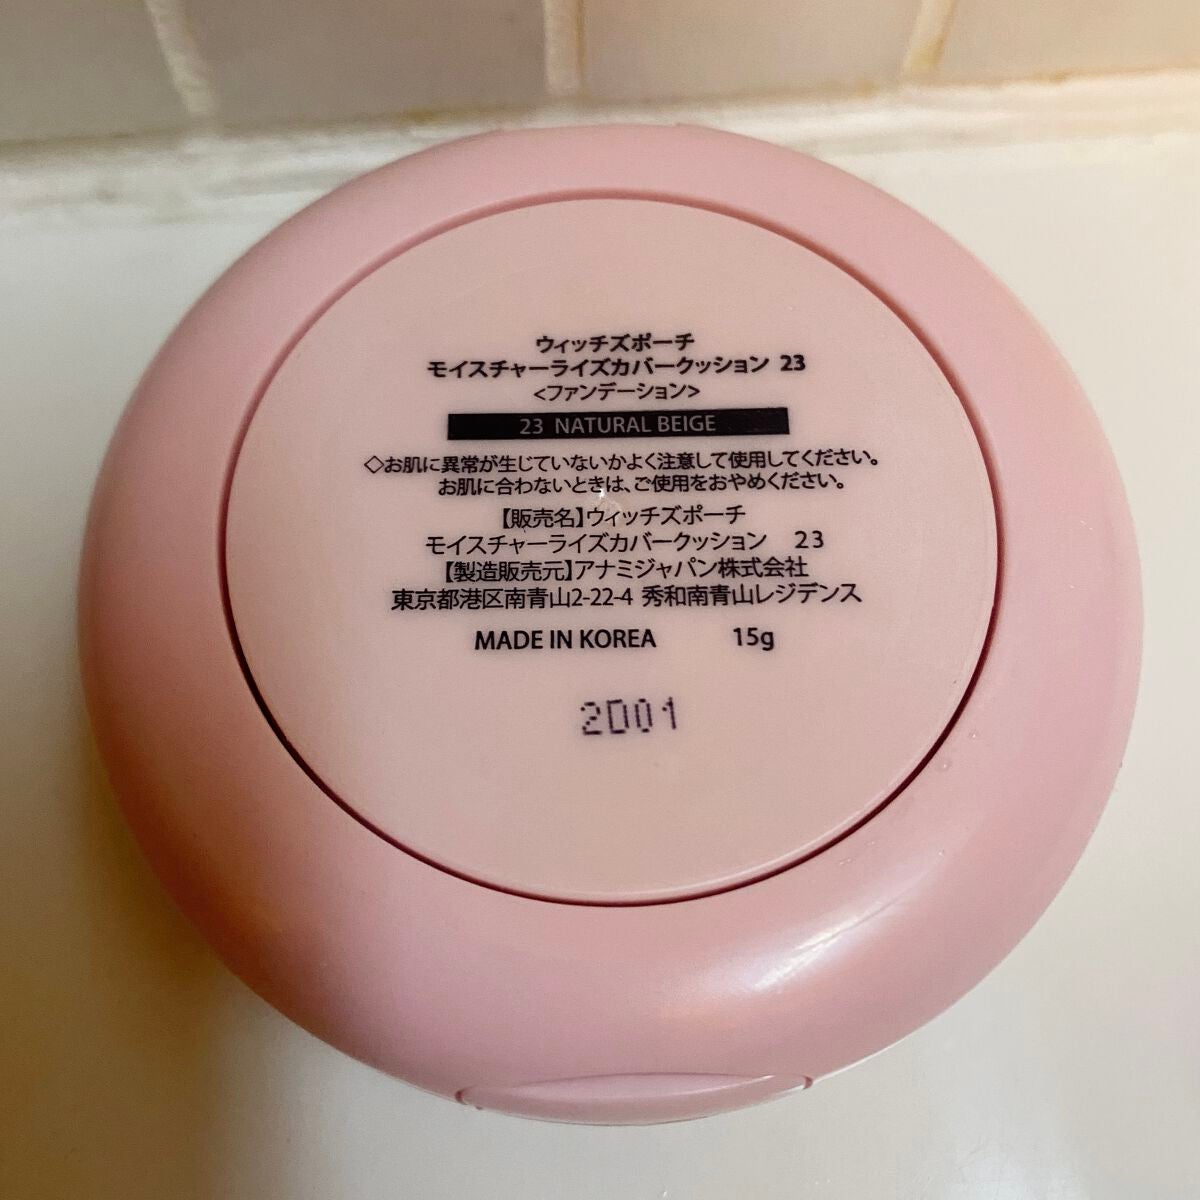 ウィッチズポーチ
モイスチャーライズカバークッション 23
<ファンデーション>
23 NATURAL BEIGE
◇お肌に異常が生じていないかよく注意して使用してください。
お肌に合わないときは、ご使用をおやめください。
【販売名】ウィッチズポーチ
モイスチャーライズカバークッション 23
【製造販売元】アナミジャパン株式会社
東京都港区南青山2-22-4 秀和南青山レジデンス
MADE IN KOREA 15g
2D01